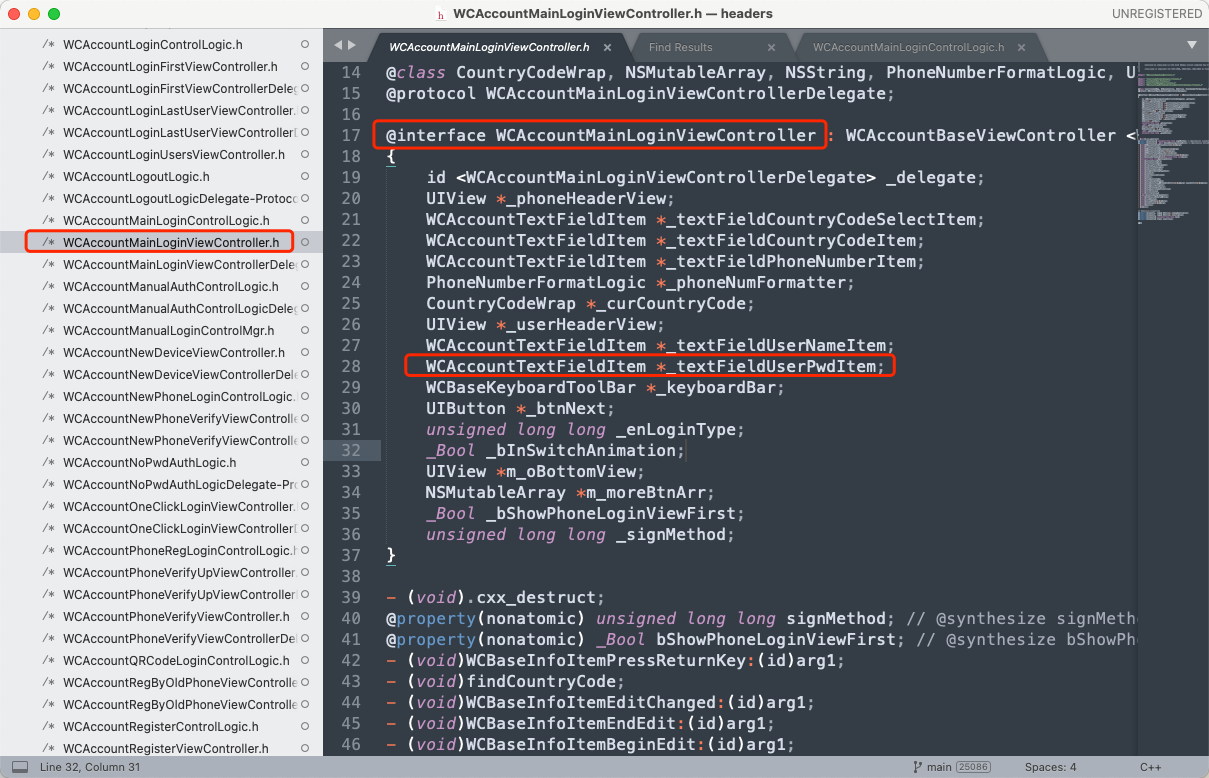 WCAccountMainLoginViewController.h — headers
UNREGISTERED
/* WCAccountLoginControlLogic.h
/* WCAccountLoginFirstViewController.h
/* WCAccountLoginFirstViewControllerDele
/* WCAccountLoginLastUserViewController.
/* WCAccountLoginLastUserViewController
/* WCAccountLoginUsersViewController.h
/* WCAccountLogoutLogic.h
/* WCAccountLogoutLogicDelegate-Protoc
/* WCAccountMainLoginControlLogic.h
/* WCAccountMainLoginViewController.h
/* WCAccountMainLoginViewControllerDele
/* WCAccountManualAuthControlLogic.h
/* WCAccountManualAuthControlLogicDele
/* WCAccountManualLoginControlMgr.h
/* WCAccountNewDeviceViewController.h
/* WCAccountNewDeviceViewControllerDel
/* WCAccountNewPhoneLoginControlLogic.
/* WCAccountNewPhoneVerifyViewControlle
/* WCAccountNewPhoneVerifyViewControlle
/* WCAccountNoPwdAuthLogic.h
/* WCAccountNoPwdAuthLogicDelegate-Pr
/* WCAccountOneClickLoginViewController.
/* WCAccountOneClickLoginViewController
/* WCAccountPhoneRegLoginControlLogic.h
/* WCAccountPhoneVerifyUpViewController.
/* WCAccountPhoneVerifyUpViewController
/* WCAccountPhoneVerifyViewController.h
/* WCAccountPhoneVerifyViewControllerDe
/* WCAccountQRCodeLoginControlLogic.h
/* WCAccountRegByOldPhoneViewControlle
/* WCAccountRegByOldPhoneViewControlle
/* WCAccountRegisterControlLogic.h
/* WCAccountRegisterViewController.h
WCAccountMainLoginViewController.h ×
Find Results ×
WCAccountMainLoginControlLogic.h ×
14 @class CountryCodeWrap, NSMutableArray, NSString, PhoneNumberFormatLogic, U
15 @protocol WCAccountMainLoginViewControllerDelegate;
16
17 @interface WCAccountMainLoginViewController : WCAccountBaseViewController <
18 {
19 id <WCAccountMainLoginViewControllerDelegate> _delegate;
20 UIView *_phoneHeaderView;
21 WCAccountTextFieldItem *_textFieldCountryCodeSelectItem;
22 WCAccountTextFieldItem *_textFieldCountryCodeItem;
23 WCAccountTextFieldItem *_textFieldPhoneNumberItem;
24 PhoneNumberFormatLogic *_phoneNumFormatter;
25 CountryCodeWrap *_curCountryCode;
26 UIView *_userHeaderView;
27 WCAccountTextFieldItem *_textFieldUserNameItem;
28 WCAccountTextFieldItem *_textFieldUserPwdItem;
29 WCBaseKeyboardToolBar *_keyboardBar;
30 UIButton *_btnNext;
31 unsigned long long _enLoginType;
32 _Bool _bInSwitchAnimation;
33 UIView *m_oBottomView;
34 NSMutableArray *m_moreBtnArr;
35 _Bool _bShowPhoneLoginViewFirst;
36 unsigned long long _signMethod;
37 }
38
39 - (void).cxx_destruct;
40 @property(nonatomic) unsigned long long signMethod; // @synthesize signMeth
41 @property(nonatomic) _Bool bShowPhoneLoginViewFirst; // @synthesize bShowPh
42 - (void)WCBaseInfoItemPressReturnKey:(id)arg1;
43 - (void)findCountryCode;
44 - (void)WCBaseInfoItemEditChanged:(id)arg1;
45 - (void)WCBaseInfoItemEndEdit:(id)arg1;
46 - (void)WCBaseInfoItemBeginEdit:(id)arg1;
Line 32, Column 31
main 25086
Spaces: 4
C++